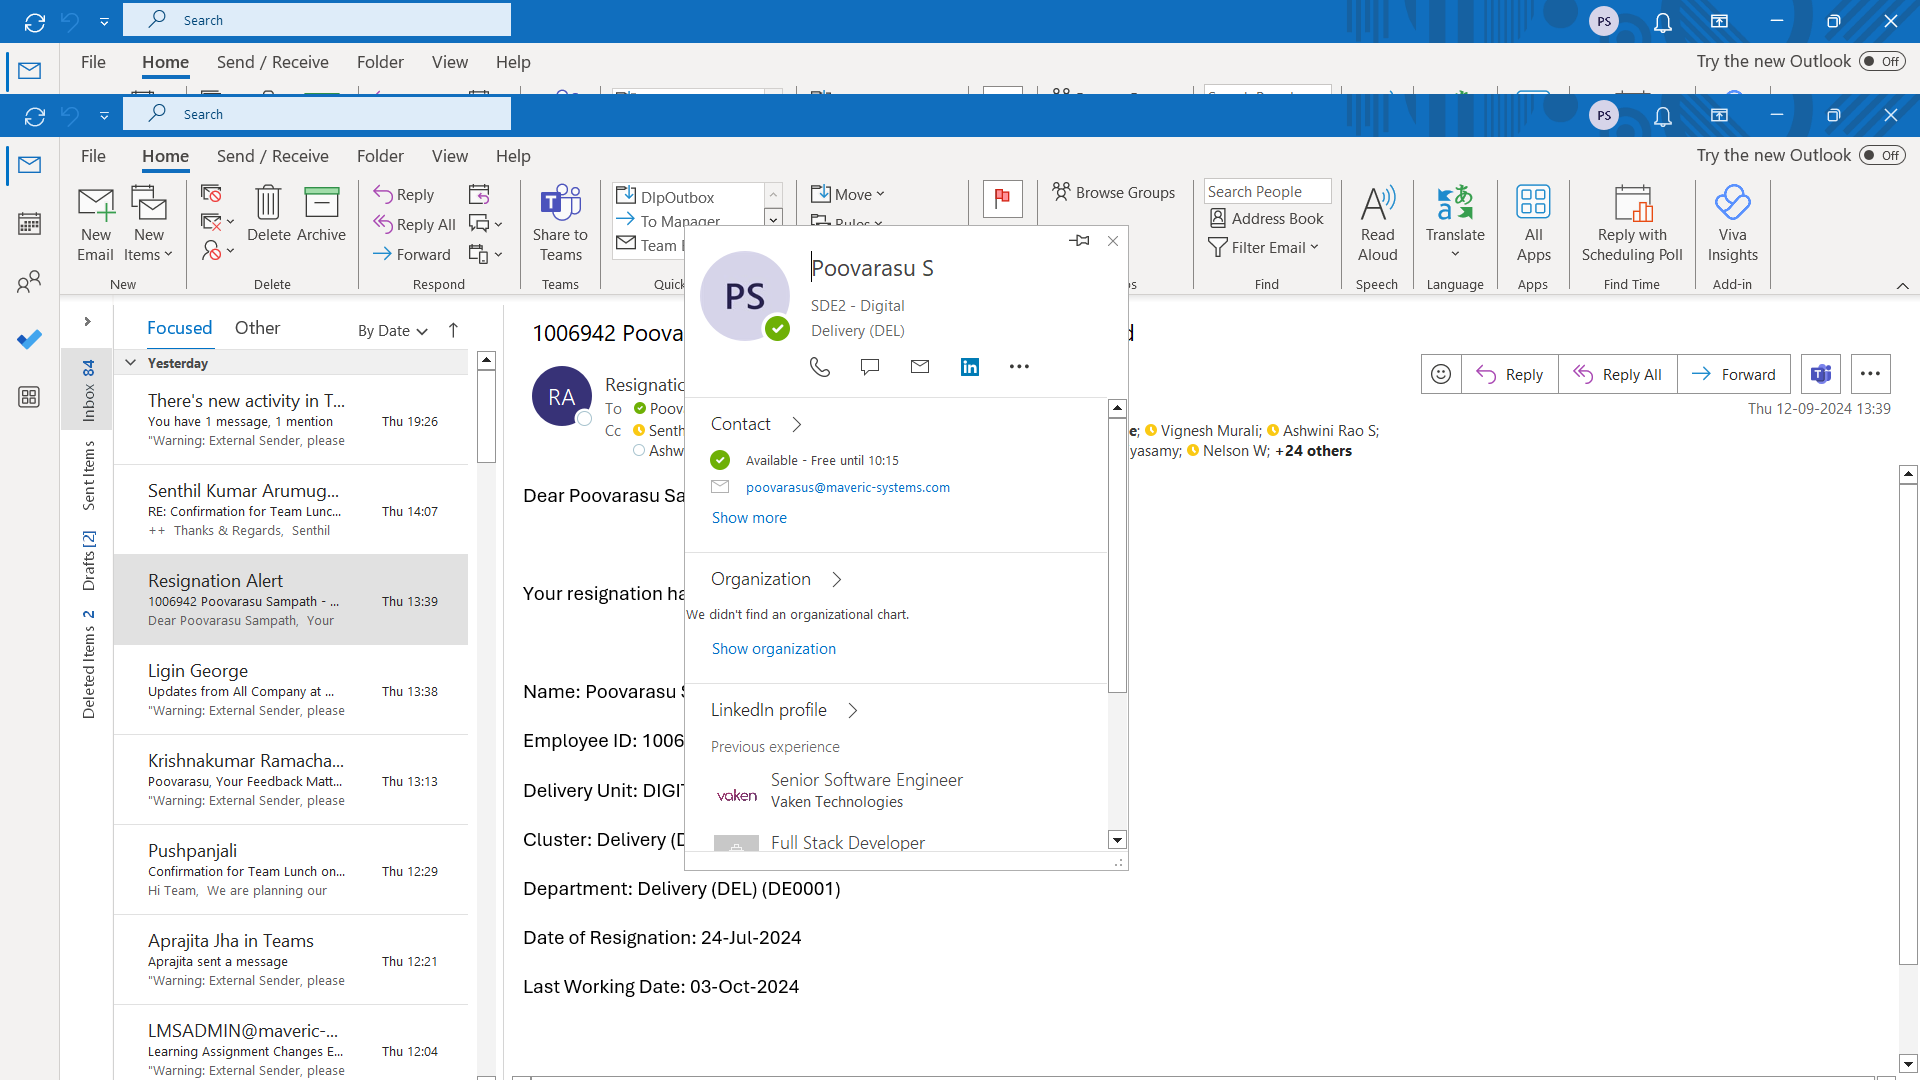 Search
PS
File Home Send / Receive Folder View Help
Try the new Outlook Off
Search
PS
File Home Send / Receive Folder View Help
Try the new Outlook Off
New Email
New Items
New
Delete
Archive
Delete
Reply
Reply All
Forward
Respond
Share to Teams
Teams
DlpOutbox
To Manager
Team
Quick
Move
Rules
Browse Groups
Search People
Address Book
Filter Email
Find
Read Aloud
Speech
Translate
Language
All Apps
Apps
Reply with Scheduling Poll
Find Time
Viva Insights
Add-in
Inbox 84
Sent Items
Drafts [2]
Deleted Items 2
Focused Other By Date
Yesterday
There's new activity in T...
You have 1 message, 1 mention Thu 19:26
"Warning: External Sender, please
Senthil Kumar Arumug...
RE: Confirmation for Team Lunc... Thu 14:07
++ Thanks & Regards, Senthil
Resignation Alert
1006942 Poovarasu Sampath - ... Thu 13:39
Dear Poovarasu Sampath, Your
Ligin George
Updates from All Company at ... Thu 13:38
"Warning: External Sender, please
Krishnakumar Ramacha...
Poovarasu, Your Feedback Matt... Thu 13:13
"Warning: External Sender, please
Pushpanjali
Confirmation for Team Lunch on... Thu 12:29
Hi Team, We are planning our
Aprajita Jha in Teams
Aprajita sent a message Thu 12:21
"Warning: External Sender, please
LMSADMIN@maveric-...
Learning Assignment Changes E... Thu 12:04
"Warning: External Sender, please
1006942 Poova
RA
Resignatio
To Poov
Cc Senth
Vignesh Murali; Ashwini Rao S;
Ashw
yasamy; Nelson W; +24 others
Reply Reply All Forward
Thu 12-09-2024 13:39
Dear Poovarasu Sa
Your resignation ha
Name: Poovarasu S
Employee ID: 1006
Delivery Unit: DIGIT
Cluster: Delivery (D
Department: Delivery (DEL) (DE0001)
Date of Resignation: 24-Jul-2024
Last Working Date: 03-Oct-2024
PS
Poovarasu S
SDE2 - Digital
Delivery (DEL)
Contact
Available - Free until 10:15
poovarasus@maveric-systems.com
Show more
Organization
We didn't find an organizational chart.
Show organization
LinkedIn profile
Previous experience
vaken
Senior Software Engineer
Vaken Technologies
Full Stack Developer